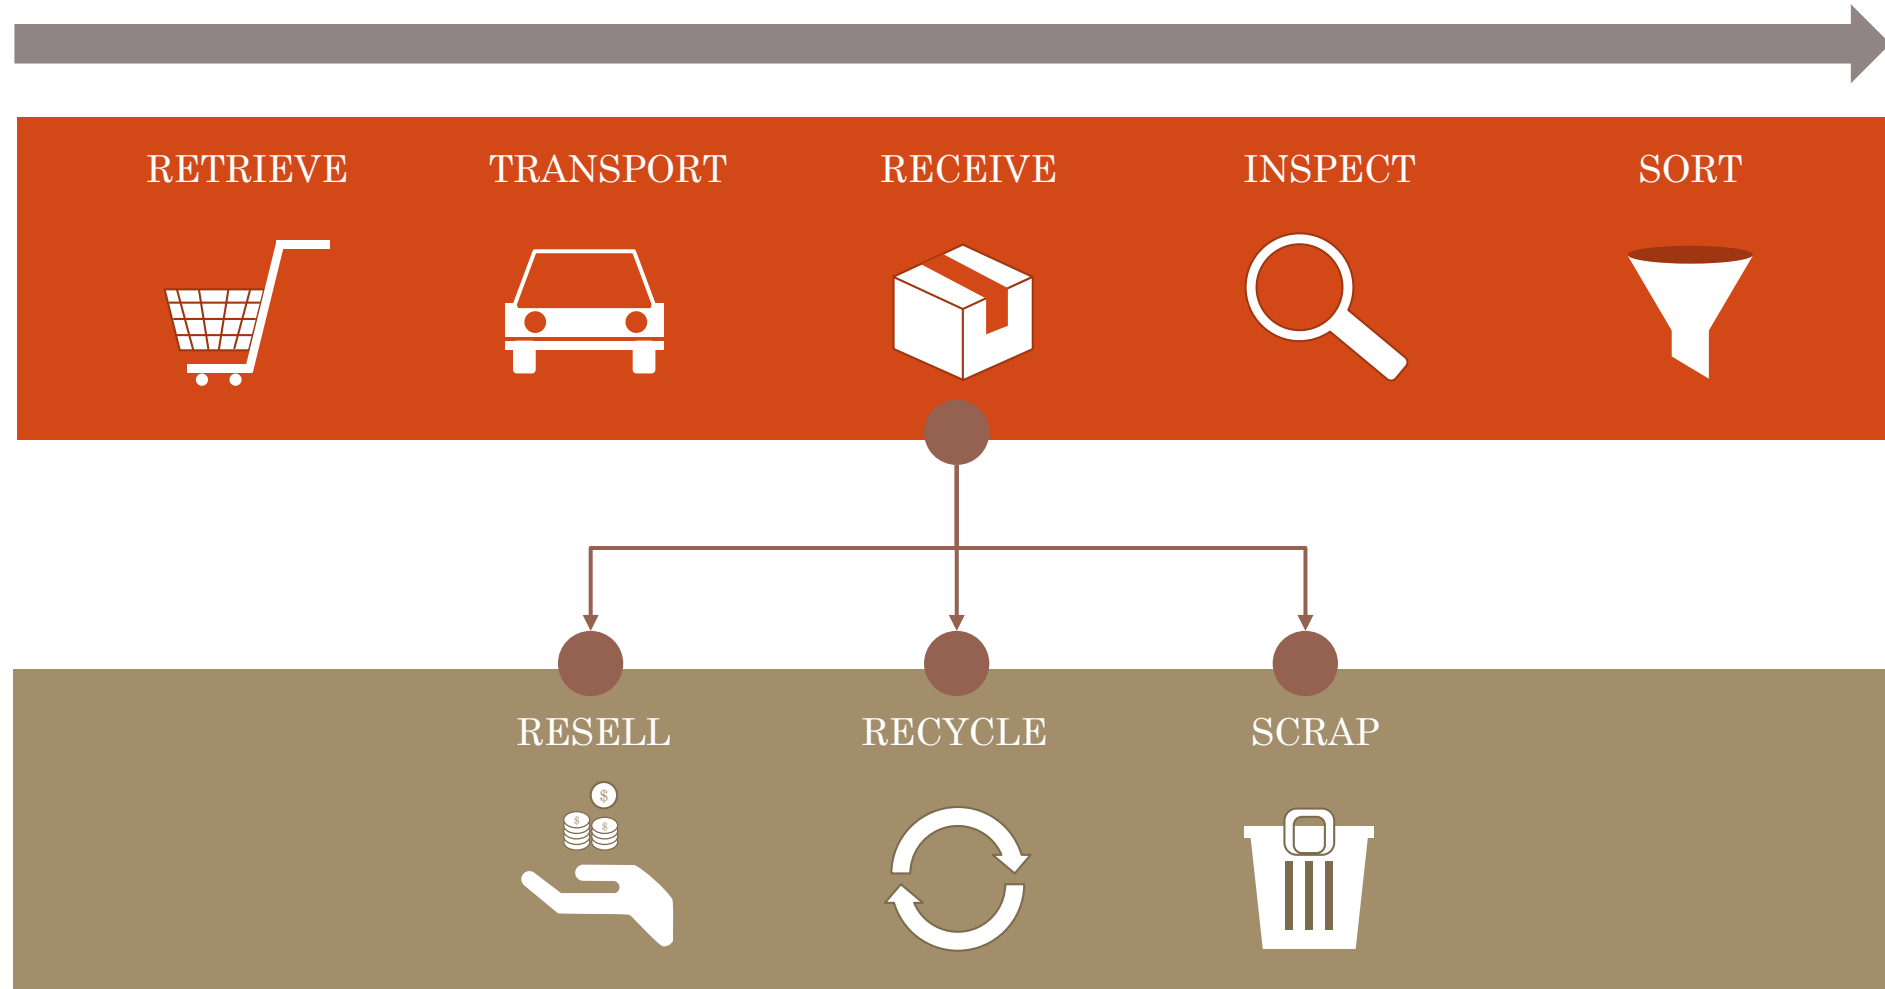 RETRIEVE TRANSPORT RECEIVE INSPECT SORT
RESELL RECYCLE SCRAP
$
$ $